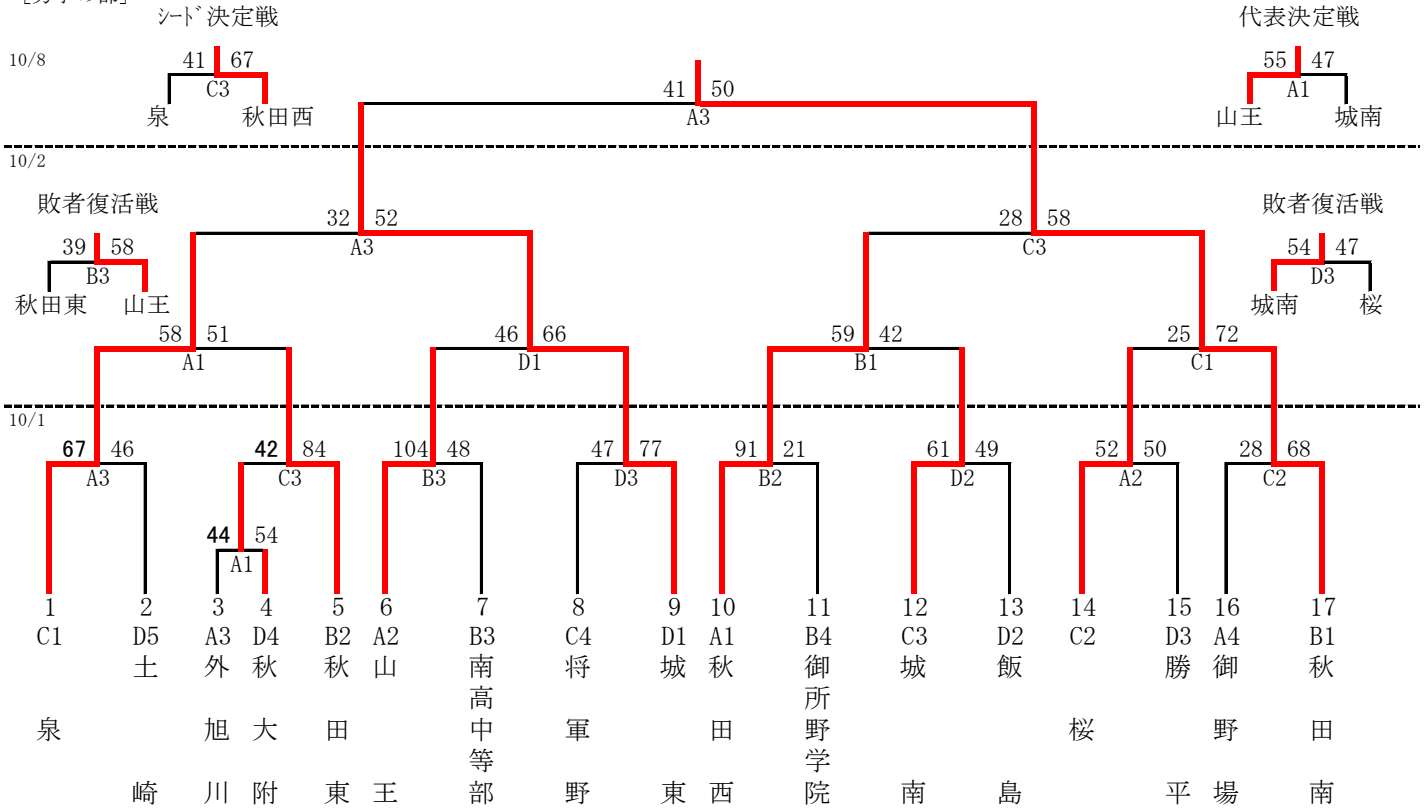 [男子の部]
シード決定戦
代表決定戦
10/8
41 67
C3
泉 秋田西
41 50
A3
55 47
A1
山王 城南
10/2
敗者復活戦
39 58
B3
秋田東 山王
32 52
A3
28 58
C3
敗者復活戦
54 47
D3
城南 桜
58 51
A1
46 66
D1
59 42
B1
25 72
C1
10/1
67 46
A3
42 84
C3
104 48
B3
47 77
D3
91 21
B2
61 49
D2
52 50
A2
28 68
C2
44 54
A1
1 2 3 4 5 6 7 8 9 10 11 12 13 14 15 16 17
C1 D5 A3 D4 B2 A2 B3 C4 D1 A1 B4 C3 D2 C2 D3 A4 B1
泉
土崎
外旭川
秋大附
秋田東
山王
南高中等部
将軍野
城東
秋田西
御所野学院
城南
飯島
桜
勝平
御野場
秋田南